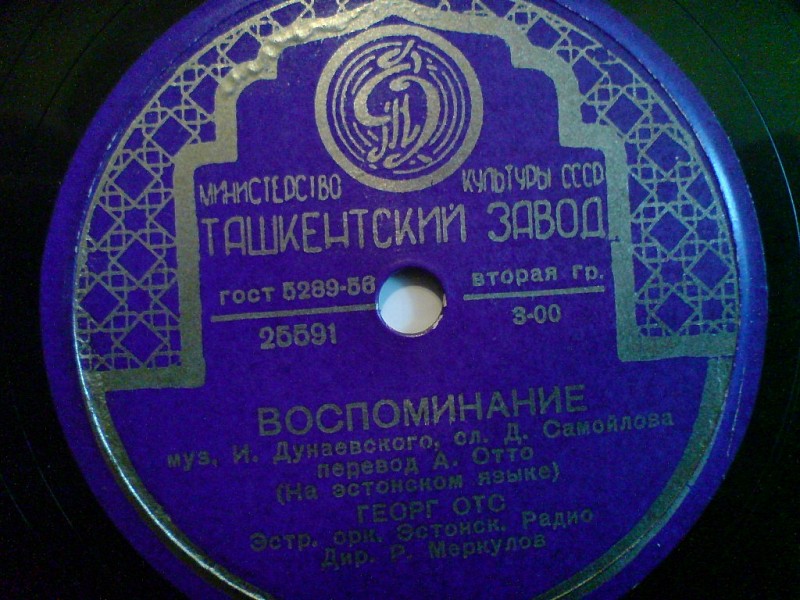 МИНИСТЕРСТВО КУЛЬТУРЫ СССР
ТАШКЕНТСКИЙ ЗАВОД
ГОСТ 5289-56 вторая гр.
25591 3-00
ВОСПОМИНАНИЕ
муз. И. Дунаевского, сл. Д. Самойлова
перевод А. Отто
(На эстонском языке)
ГЕОРГ ОТС
Эстр. орк. Эстонск. Радио
Дир. Р. Меркулов